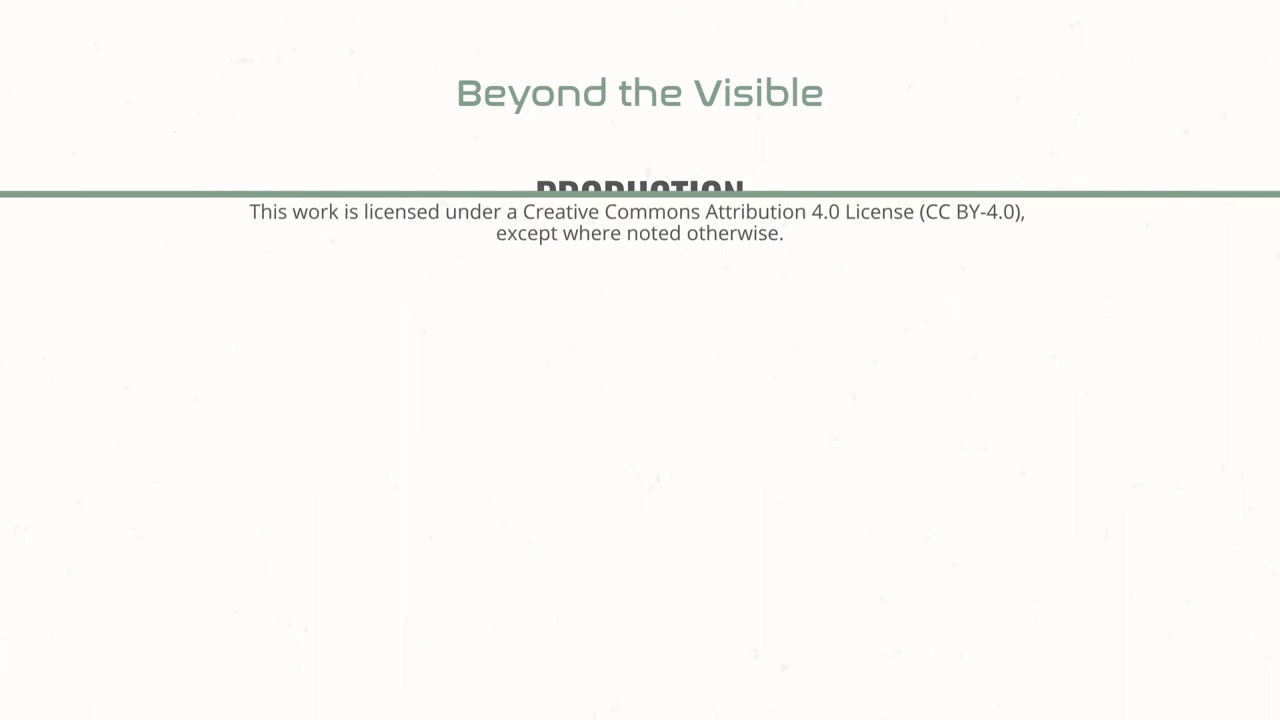 Beyond the Visible
PRODUCTION
This work is licensed under a Creative Commons Attribution 4.0 License (CC BY-4.0),
except where noted otherwise.